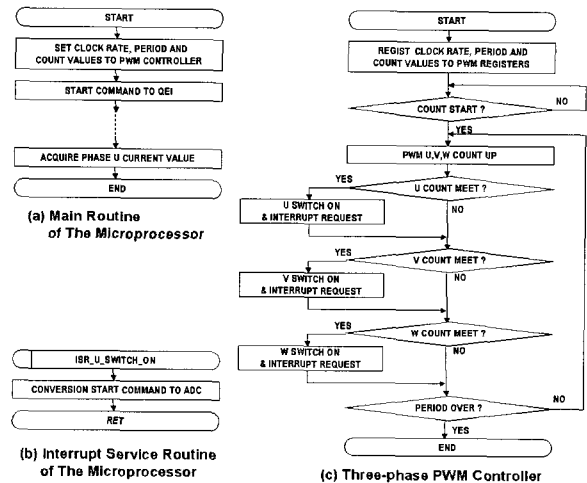 START
SET CLOCK RATE, PERIOD AND
COUNT VALUES TO PWM CONTROLLER
START COMMAND TO QEI
ACQUIRE PHASE U CURRENT VALUE
END
(a) Main Routine
of The Microprocessor
ISR_U_SWITCH_ON
CONVERSION START COMMAND TO ADC
RET
(b) Interrupt Service Routine
of The Microprocessor
START
REGIST CLOCK RATE, PERIOD AND
COUNT VALUES TO PWM REGISTERS
COUNT START ?
NO
YES
PWM U,V,W COUNT UP
YES
U COUNT MEET ?
U SWITCH ON
& INTERRUPT REQUEST
NO
YES
V COUNT MEET ?
V SWITCH ON
& INTERRUPT REQUEST
NO
YES
W COUNT MEET ?
W SWITCH ON
& INTERRUPT REQUEST
NO
PERIOD OVER ?
NO
YES
END
(c) Three-phase PWM Controller